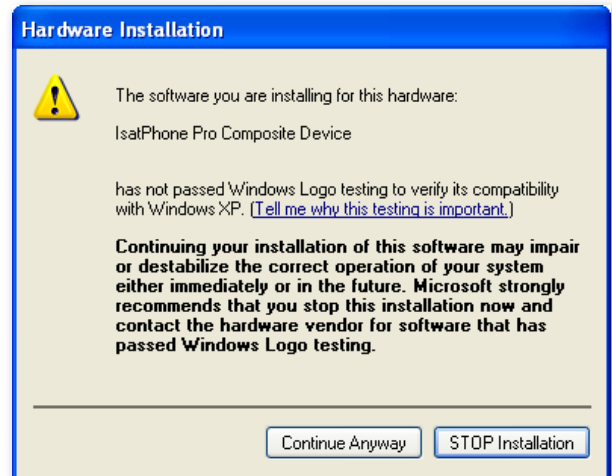 Hardware Installation
The software you are installing for this hardware:
IsatPhone Pro Composite Device
has not passed Windows Logo testing to verify its compatibility
with Windows XP. (Tell me why this testing is important.)
Continuing your installation of this software may impair
or destabilize the correct operation of your system
either immediately or in the future. Microsoft strongly
recommends that you stop this installation now and
contact the hardware vendor for software that has
passed Windows Logo testing.
Continue Anyway
STOP Installation